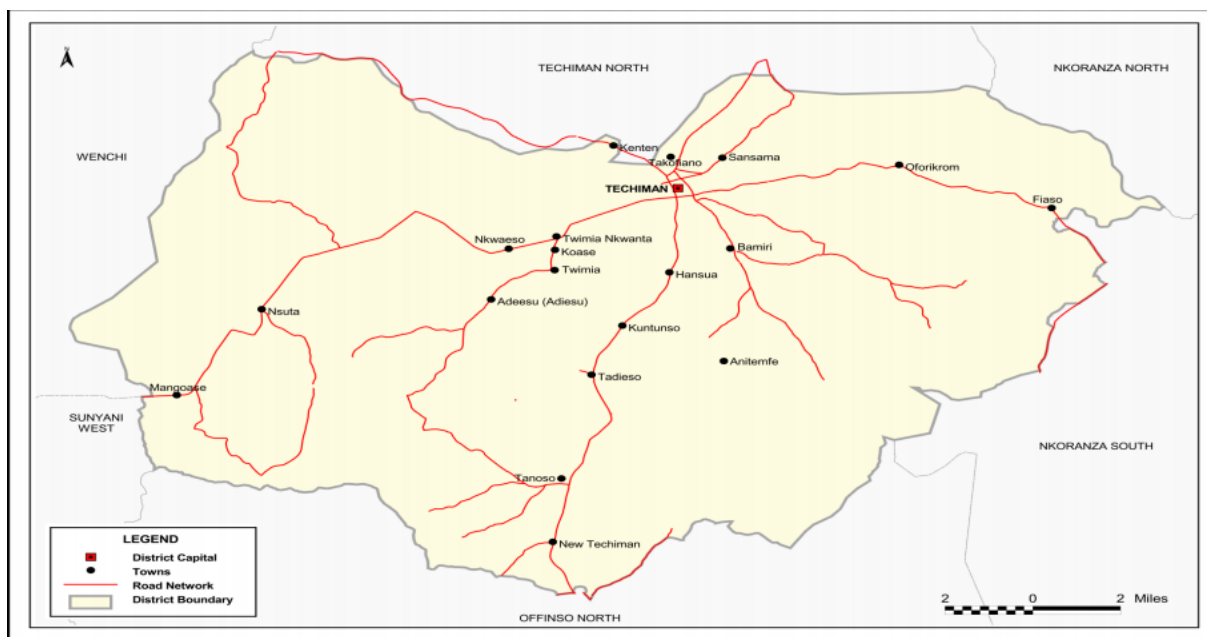 N
TECHIMAN NORTH
NKORANZA NORTH
WENCHI
Kenten
Takofiano
Sansama
Oforikrom
TECHIMAN
Fiaso
Nkwaeso
Twimia Nkwanta
Koase
Bamiri
Twimia
Hansua
Adeesu (Adiesu)
Nsuta
Kuntunso
Anitemfe
Tadieso
Mangoase
SUNYANI
WEST
NKORANZA SOUTH
Tanoso
New Techiman
OFFINSO NORTH
LEGEND
District Capital
Towns
Road Network
District Boundary
2 0 2 Miles